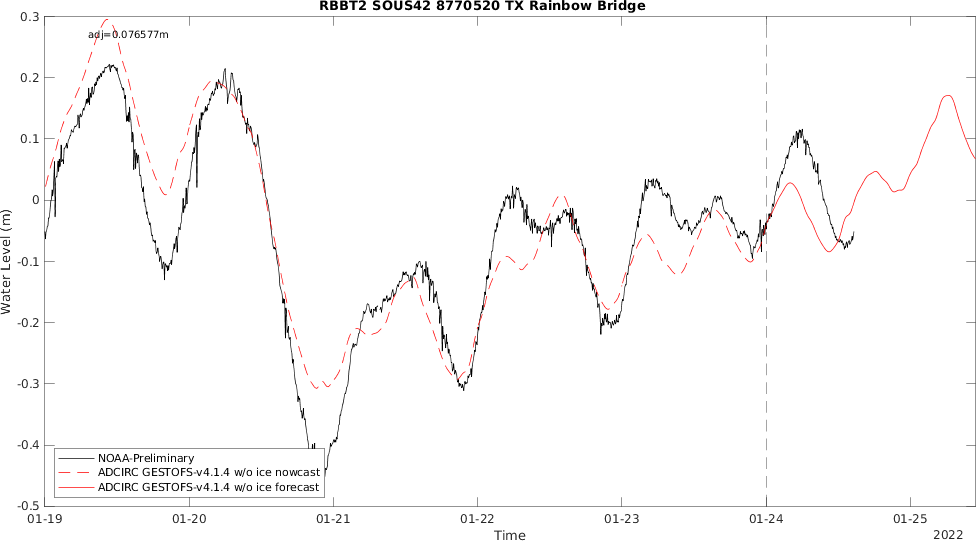 RBBT2 SOUS42 8770520 TX Rainbow Bridge
adj=0.076577m
0.3
0.2
0.1
0
-0.1
-0.2
-0.3
-0.4
-0.5
Water Level (m)
NOAA-Preliminary
ADCIRC GESTOFS-v4.1.4 w/o ice nowcast
ADCIRC GESTOFS-v4.1.4 w/o ice forecast
01-19 01-20 01-21 01-22 01-23 01-24 01-25
Time
2022